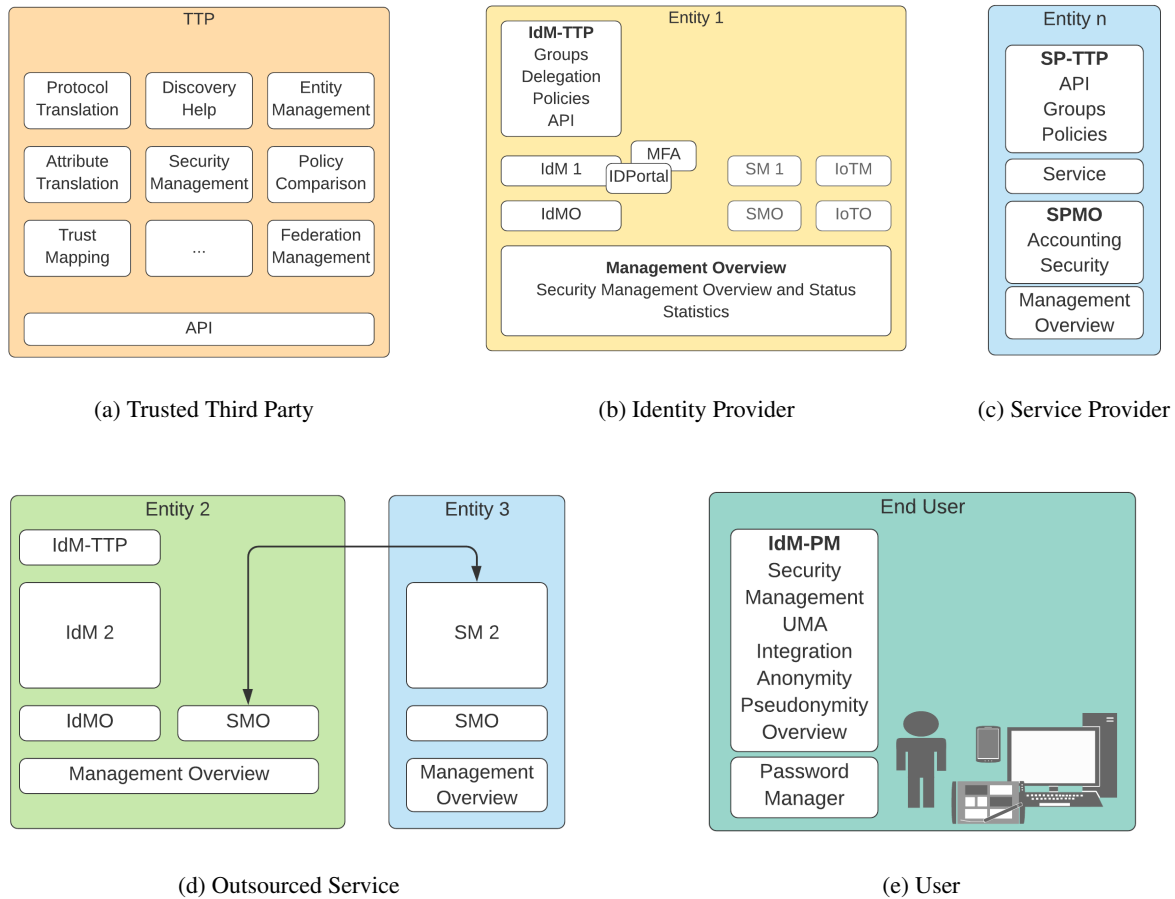 TTP
Protocol
Translation
Discovery
Help
Entity
Management
Attribute
Translation
Security
Management
Policy
Comparison
Trust
Mapping
...
Federation
Management
API
(a) Trusted Third Party
Entity 1
IdM-TTP
Groups
Delegation
Policies
API
IdM 1
MFA
IDPortal
SM 1
IoTM
IdMO
SMO
IoTO
Management Overview
Security Management Overview and Status
Statistics
(b) Identity Provider
Entity n
SP-TTP
API
Groups
Policies
Service
SPMO
Accounting
Security
Management
Overview
(c) Service Provider
Entity 2
IdM-TTP
IdM 2
IdMO
SMO
Management Overview
Entity 3
SM 2
SMO
Management
Overview
(d) Outsourced Service
End User
IdM-PM
Security
Management
UMA
Integration
Anonymity
Pseudonymity
Overview
Password
Manager
(e) User